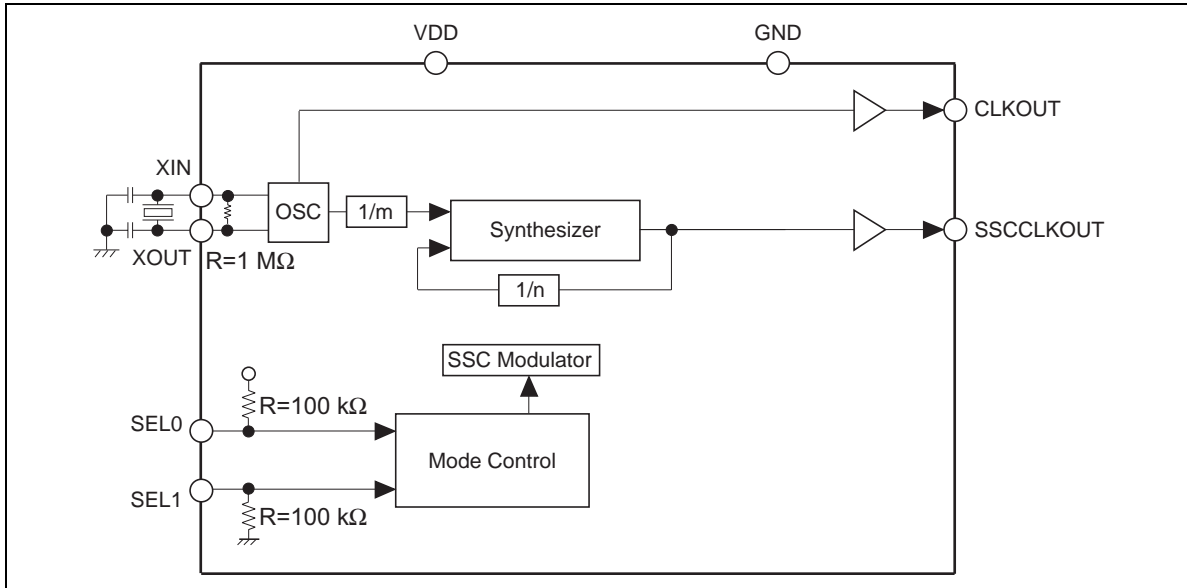 VDD
GND
CLKOUT
XIN
OSC
1/m
Synthesizer
SSCCLKOUT
XOUT
R=1 MΩ
1/n
SSC Modulator
R=100 kΩ
SEL0
Mode Control
SEL1
R=100 kΩ